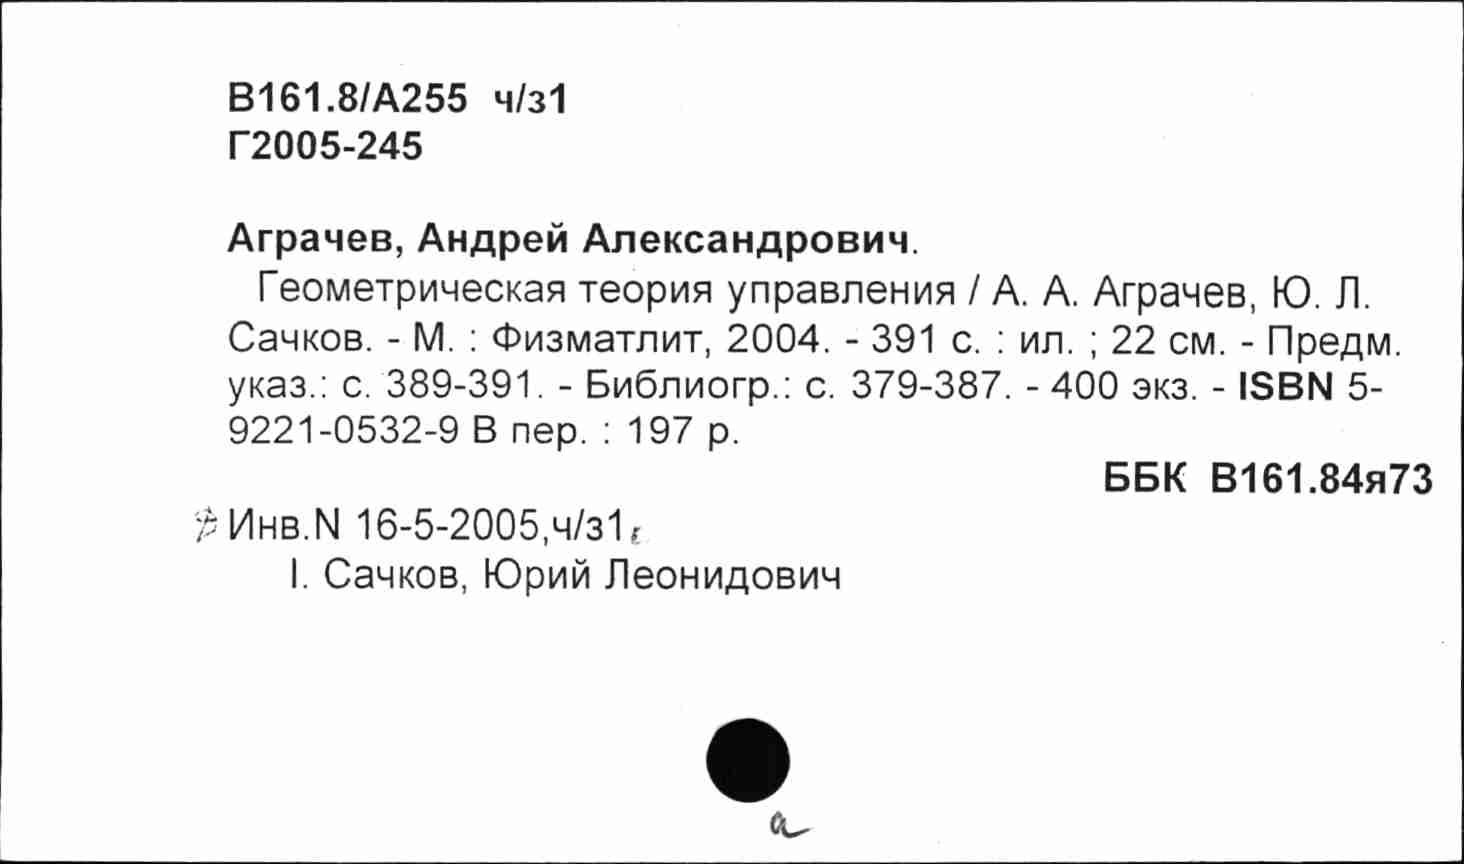 В161.8/А255 ч/з1
Г2005-245
Аграчев, Андрей Александрович.
Геометрическая теория управления / А. А. Аграчев, Ю. Л.
Сачков. - М. : Физматлит, 2004. - 391 с. : ил. ; 22 см. - Предм.
указ.: с. 389-391. - Библиогр.: с. 379-387. - 400 экз. - ISBN 5-
9221-0532-9 В пер. : 197 р.
ББК В161.84я73
Инв.N 16-5-2005,ч/з1
I. Сачков, Юрий Леонидович
а